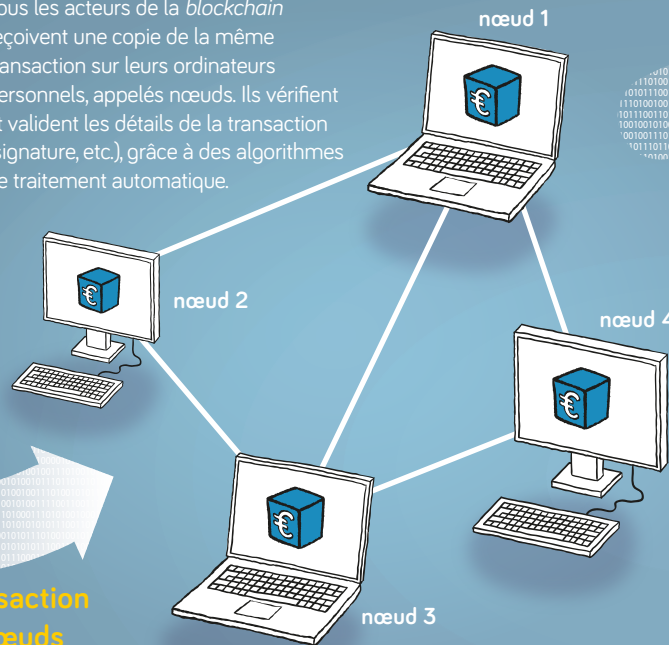 ous les acteurs de la blockchain
eçoivent une copie de la même
ansaction sur leurs ordinateurs
ersonnels, appelés nœuds. Ils vérifient
t valident les détails de la transaction
signature, etc.), grâce à des algorithmes
e traitement automatique.
nœud 1
nœud 2
nœud 4
nœud 3
saction
œuds